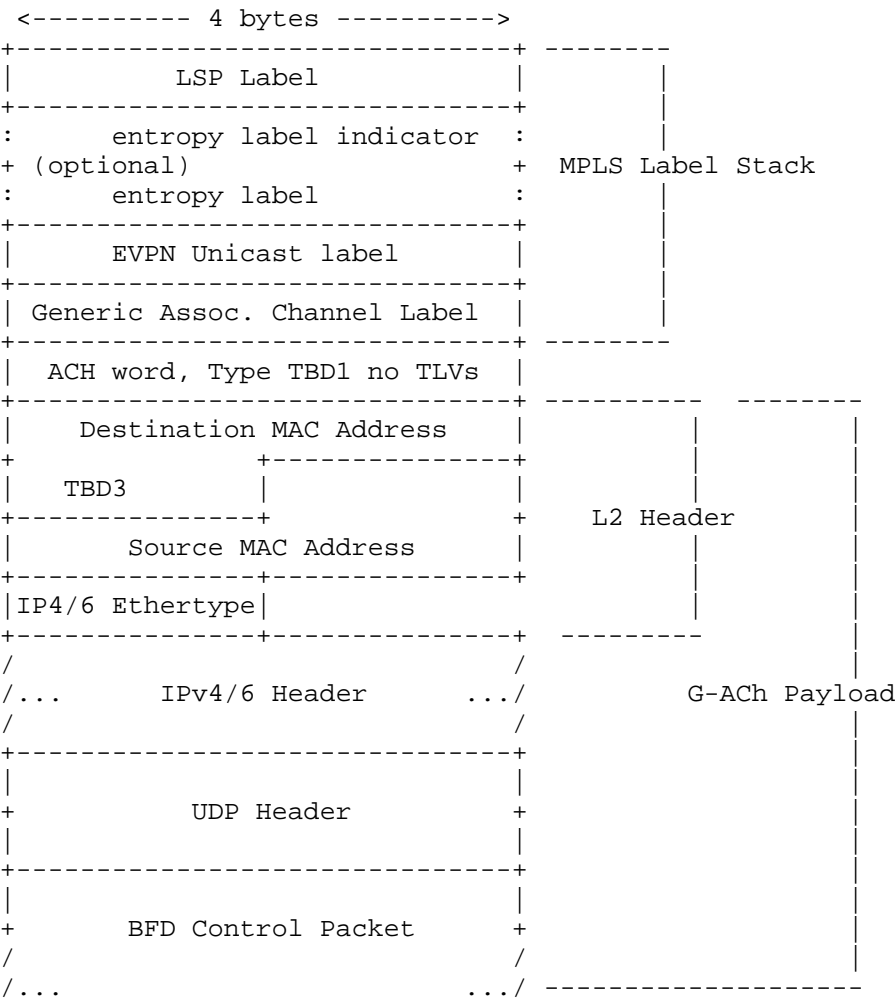 <---------- 4 bytes ---------->
+-------------------------------+ --------
| LSP Label | |
+-------------------------------+ |
: entropy label indicator : |
+ (optional) + MPLS Label Stack
: entropy label : |
+-------------------------------+ |
| EVPN Unicast label | |
+-------------------------------+ |
| Generic Assoc. Channel Label | |
+-------------------------------+ --------
| ACH word, Type TBD1 no TLVs |
+-------------------------------+ ---------- --------
| Destination MAC Address | | |
+ +---------------+ | |
| TBD3 | | | |
+---------------+ + L2 Header |
| Source MAC Address | | |
+---------------+---------------+ | |
|IP4/6 Ethertype| | |
+---------------+---------------+ --------- |
/ / |
/... IPv4/6 Header .../ G-ACh Payload
/ / |
+-------------------------------+ |
| | |
+ UDP Header + |
| | |
+-------------------------------+ |
| | |
+ BFD Control Packet + |
/ / |
/... .../ --------------------